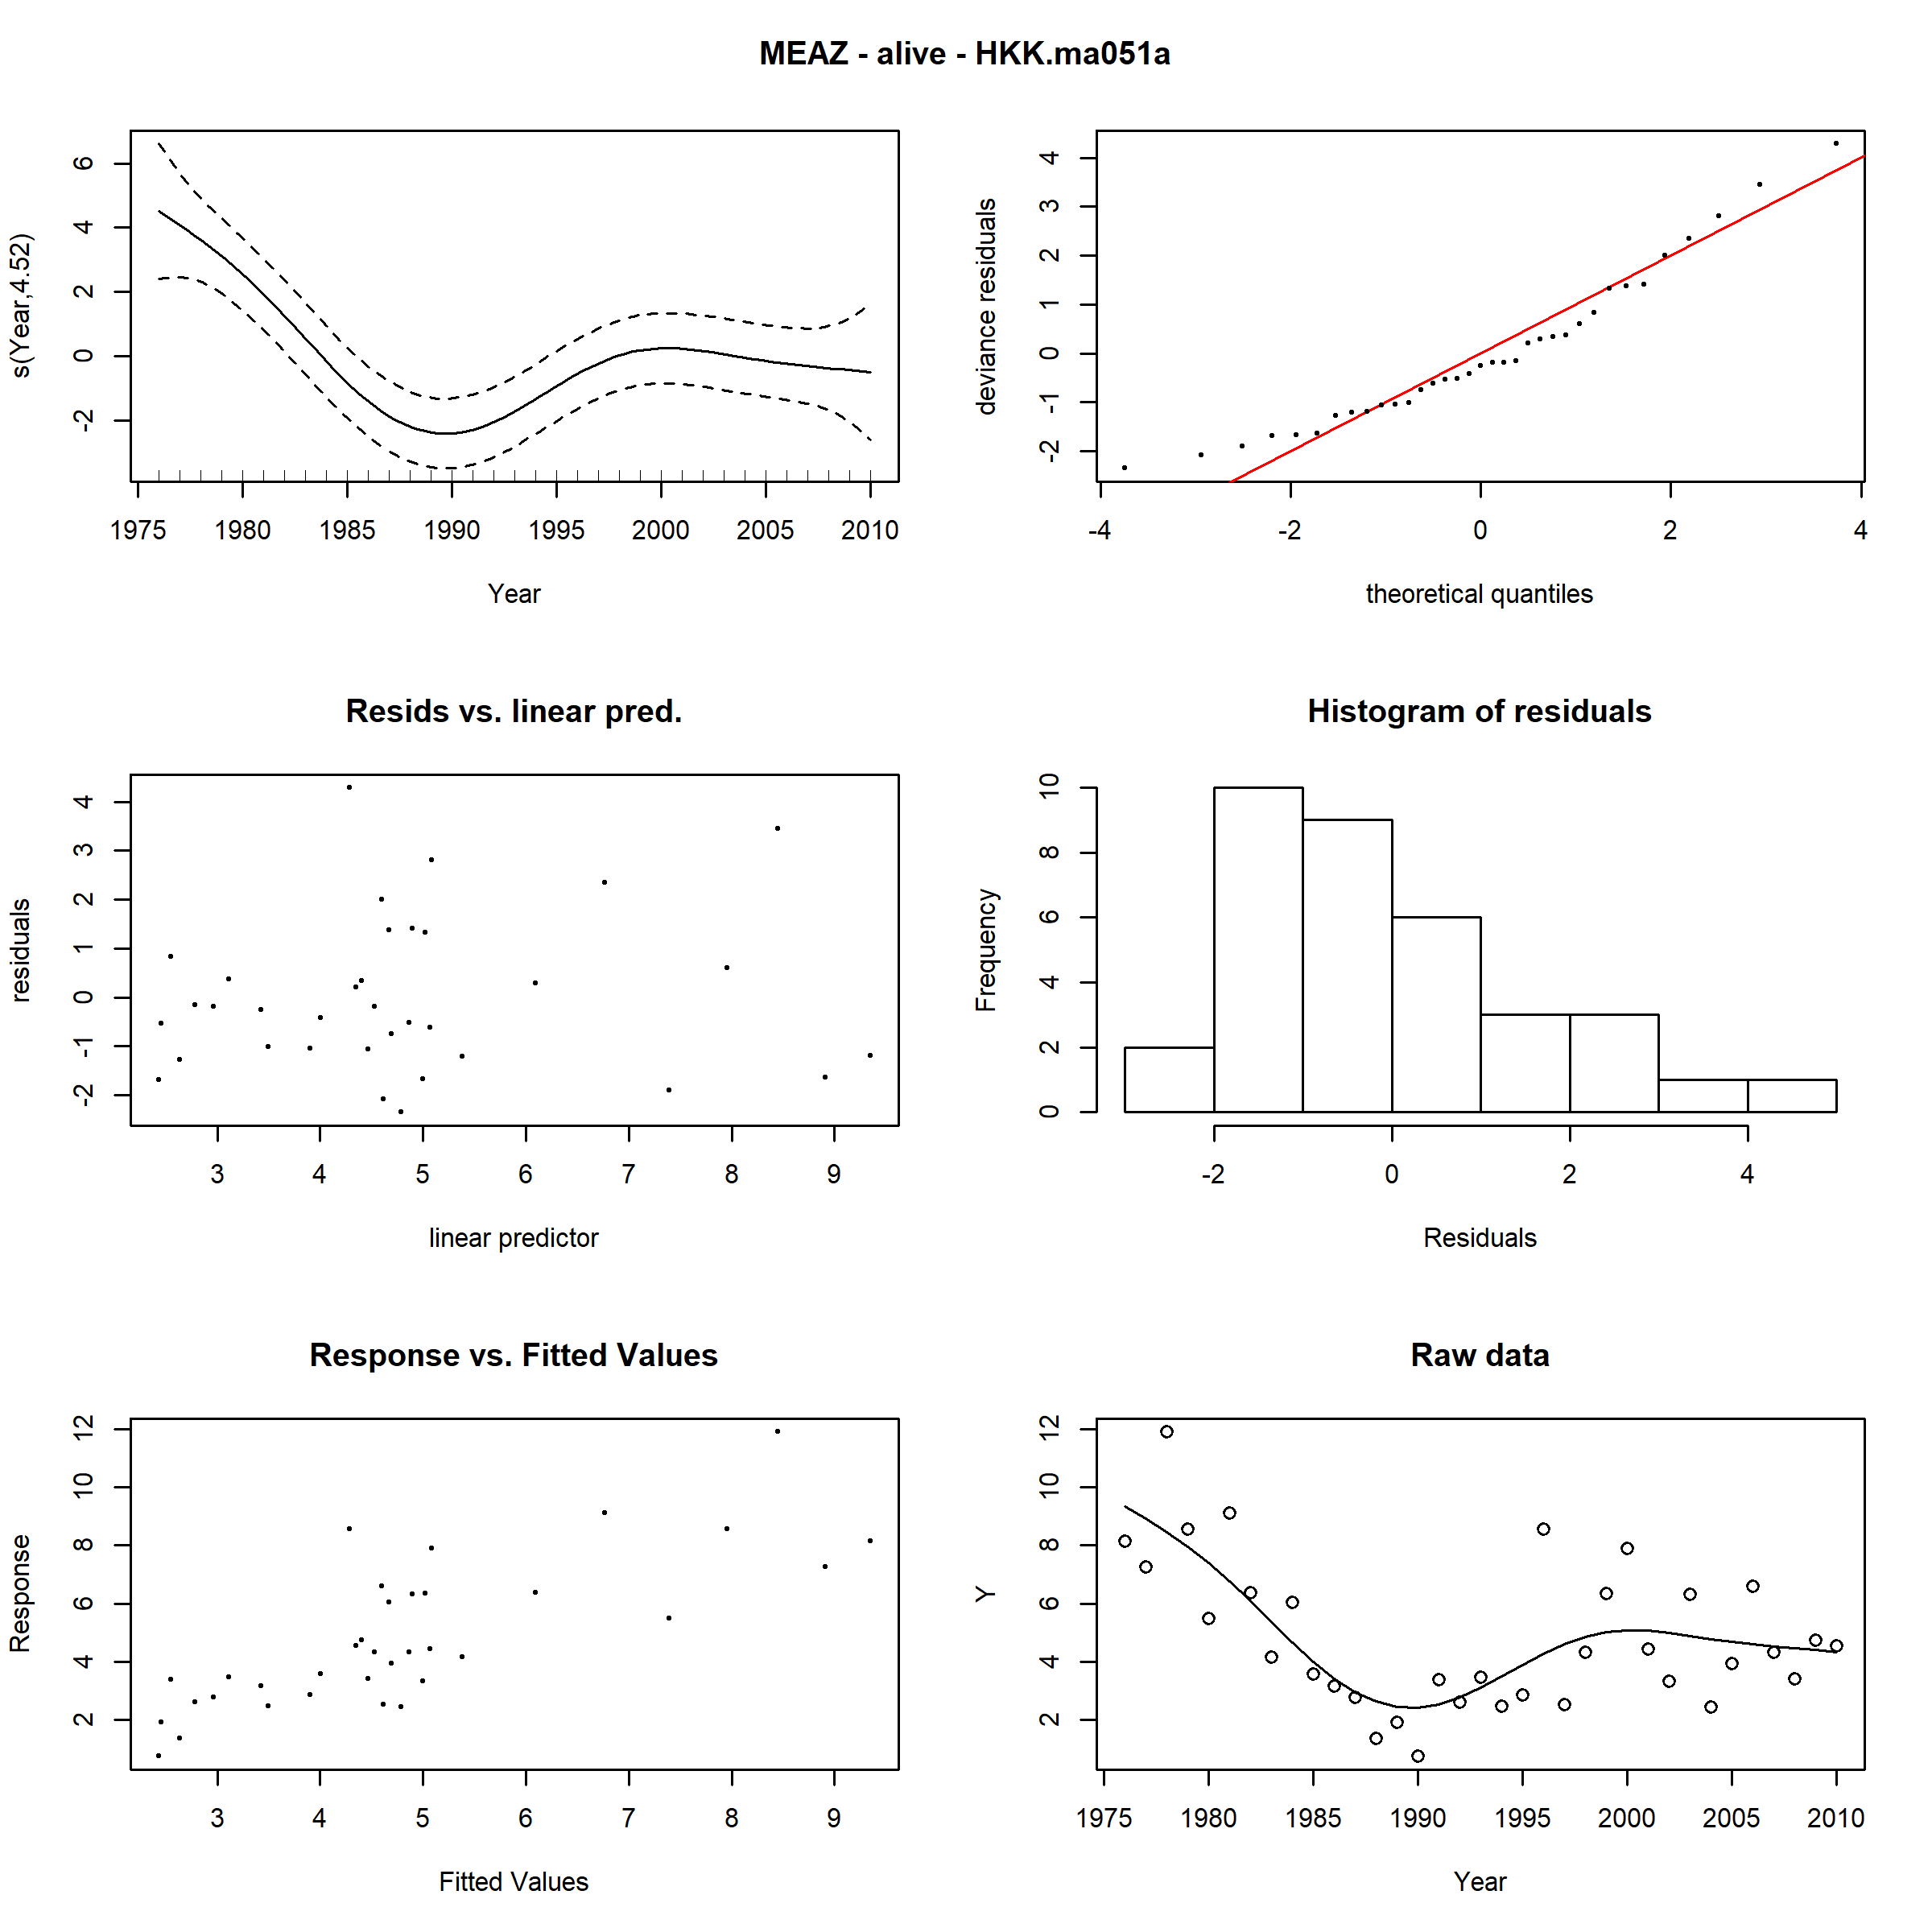 MEAZ - alive - HKK.ma051a
s(Year,4.52)
6
4
2
0
-2
1975 1980 1985 1990 1995 2000 2005 2010
Year
deviance residuals
4
3
2
1
0
-1
-2
-4 -2 0 2 4
theoretical quantiles
Resids vs. linear pred.
residuals
4
3
2
1
0
-1
-2
3 4 5 6 7 8 9
linear predictor
Histogram of residuals
Frequency
10
8
6
4
2
0
-2 0 2 4
Residuals
Response vs. Fitted Values
Response
12
10
8
6
4
2
3 4 5 6 7 8 9
Fitted Values
Raw data
Y
12
10
8
6
4
2
1975 1980 1985 1990 1995 2000 2005 2010
Year